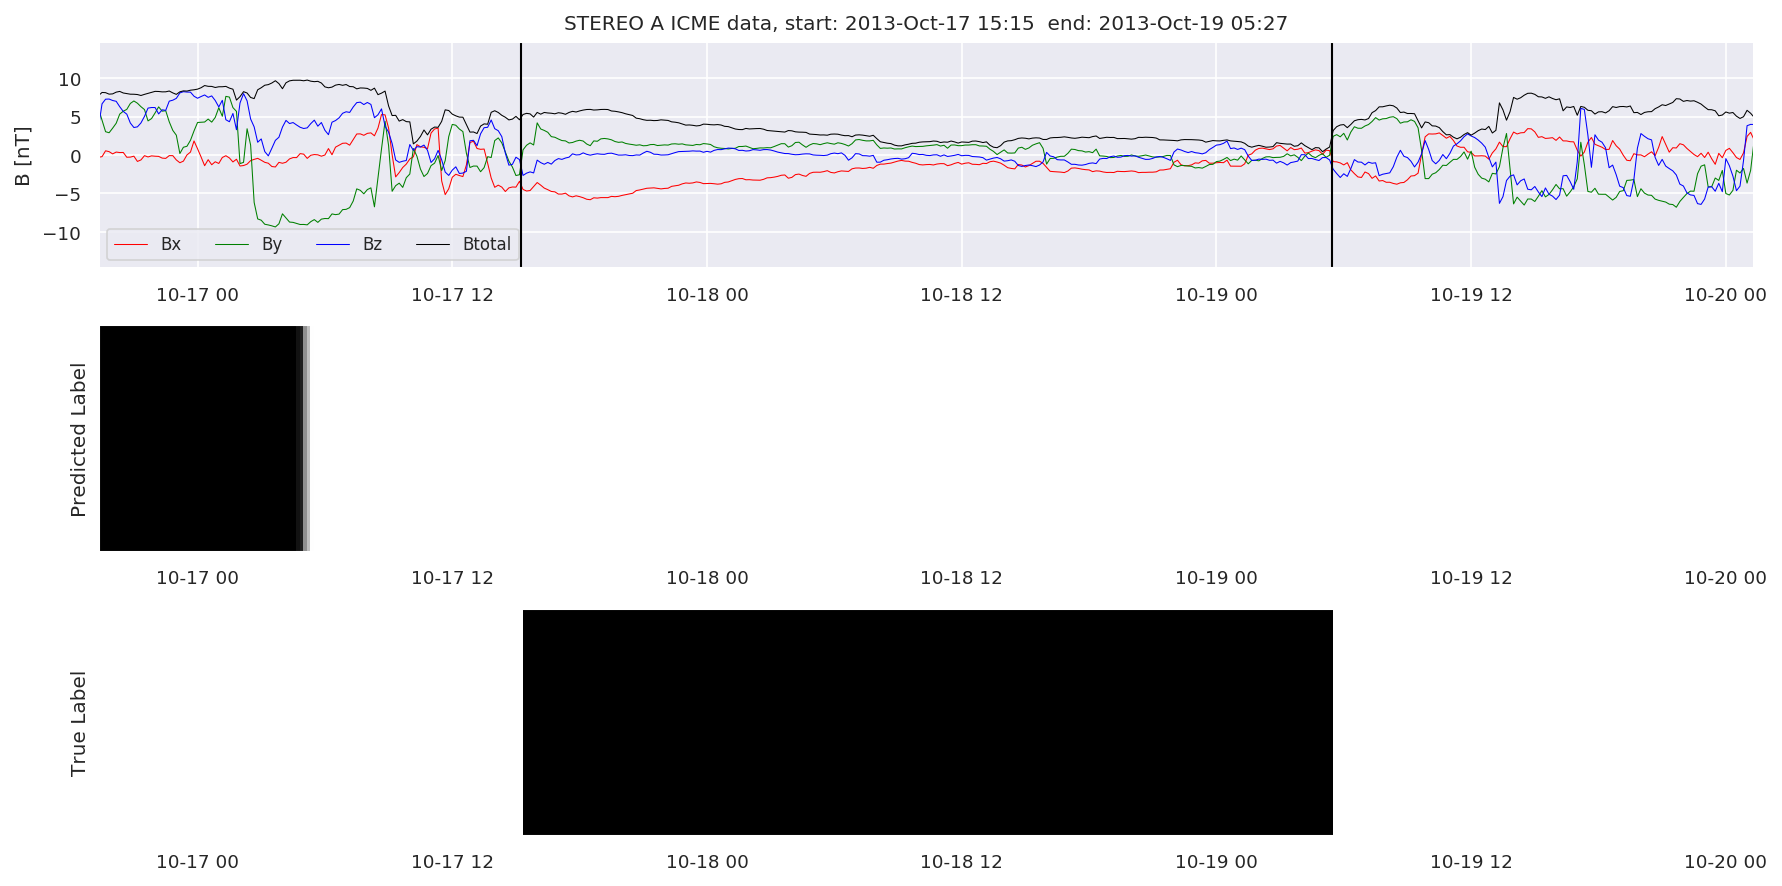 STEREO A ICME data, start: 2013-Oct-17 15:15  end: 2013-Oct-19 05:27
B [nT]
10
5
0
−5
−10
Bx By Bz Btotal
10-17 00 10-17 12 10-18 00 10-18 12 10-19 00 10-19 12 10-20 00
Predicted Label
10-17 00 10-17 12 10-18 00 10-18 12 10-19 00 10-19 12 10-20 00
True Label
10-17 00 10-17 12 10-18 00 10-18 12 10-19 00 10-19 12 10-20 00